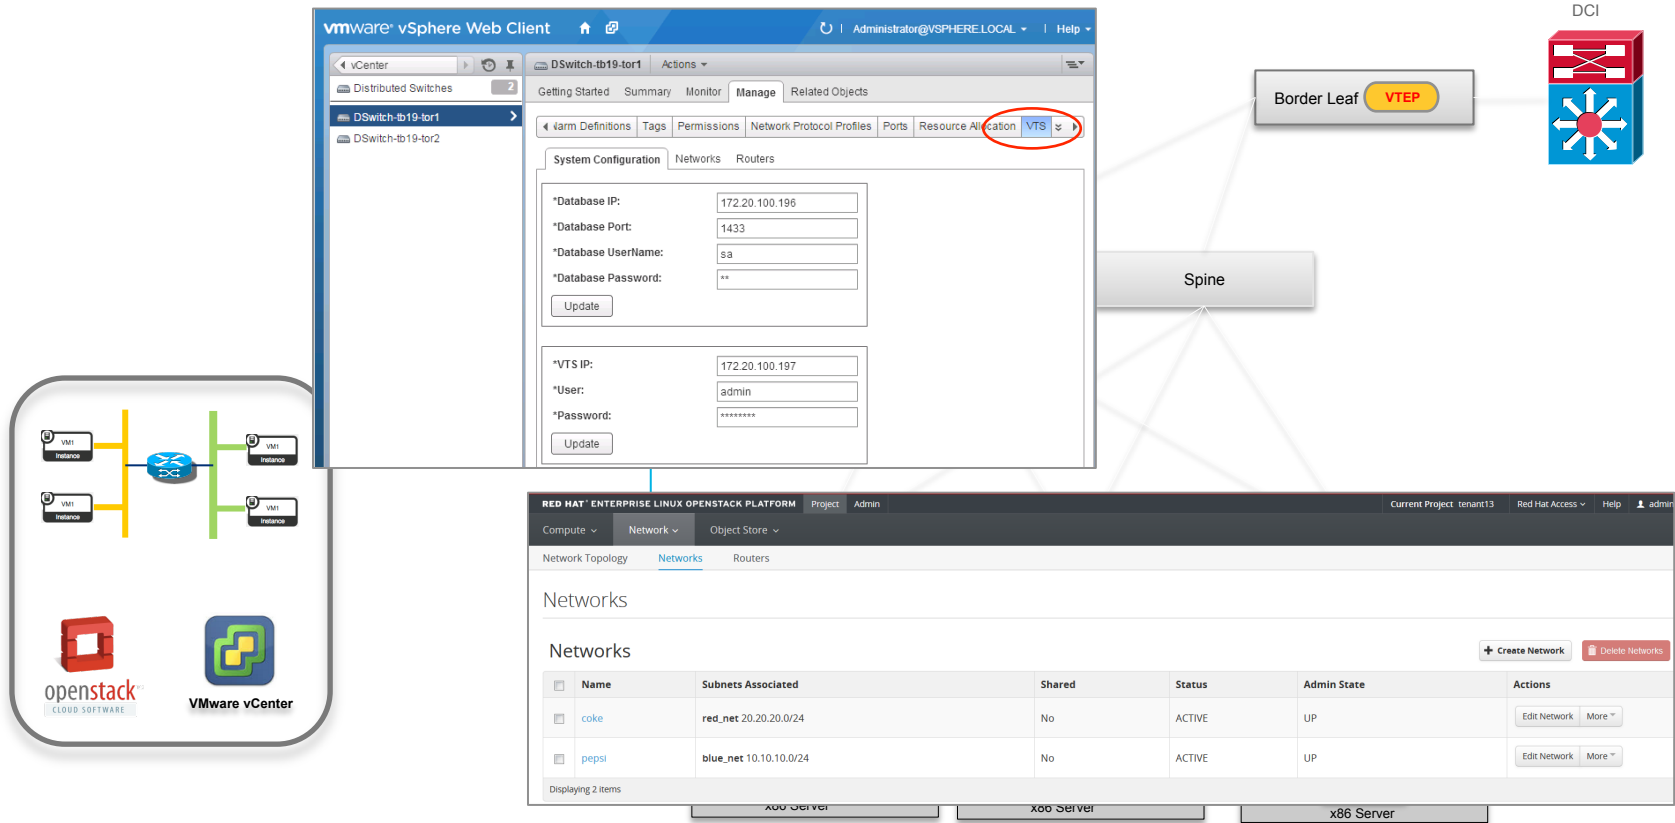 DCI
vmware® vSphere Web Client
Administrator@VSPHERE.LOCAL
Help
vCenter
Distributed Switches 2
DSwitch-tb19-tor1
DSwitch-tb19-tor2
DSwitch-tb19-tor1 Actions
Getting Started Summary Monitor Manage Related Objects
larm Definitions Tags Permissions Network Protocol Profiles Ports Resource Allocation VTS
System Configuration Networks Routers
*Database IP: 172.20.100.196
*Database Port: 1433
*Database UserName: sa
*Database Password: **
Update
*VTS IP: 172.20.100.197
*User: admin
*Password: ********
Update
Border Leaf VTEP
Spine
VM1
Instance
VM1
Instance
VM1
Instance
VM1
Instance
openstack
CLOUD SOFTWARE
VMware vCenter
RED HAT® ENTERPRISE LINUX OPENSTACK PLATFORM Project Admin
Current Project tenant13 Red Hat Access Help admin
Compute Network Object Store
Network Topology Networks Routers
Networks
Networks
Create Network Delete Networks
Name Subnets Associated Shared Status Admin State Actions
coke red_net 20.20.20.0/24 No ACTIVE UP Edit Network More
pepsi blue_net 10.10.10.0/24 No ACTIVE UP Edit Network More
Displaying 2 items
x86 Server
x86 Server
x86 Server